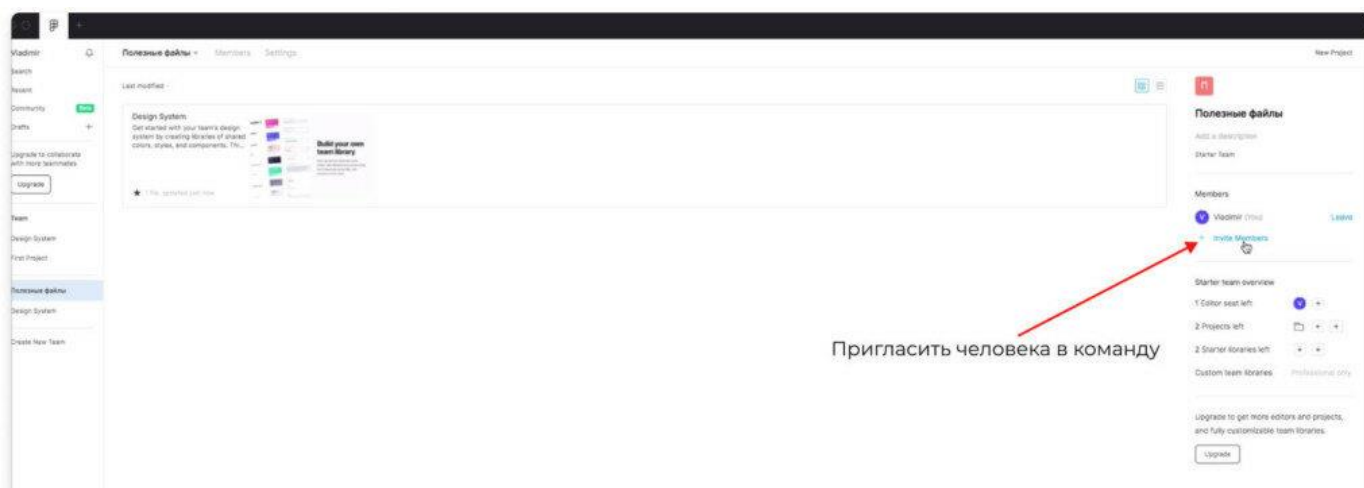 Vladimir
Search
Recent
Community Beta
Drafts +
Upgrade to collaborate
with more teammates
Upgrade
Team
Design System
First Project
Полезные файлы
Design System
Create New Team
Полезные файлы Members Settings
New Project
Last modified
Design System
Get started with your team's design
system by creating libraries of shared
colors, styles, and components. Thi...
1 file, updated just now
Build your own
team library
П
Полезные файлы
Add a description
Starter Team
Members
V Vladimir (You) Leave
+ Invite Members
Пригласить человека в команду
Starter team overview
1 Editor seat left V +
2 Projects left + +
2 Starter libraries left + +
Custom team libraries Professional only
Upgrade to get more editors and projects,
and fully customizable team libraries.
Upgrade